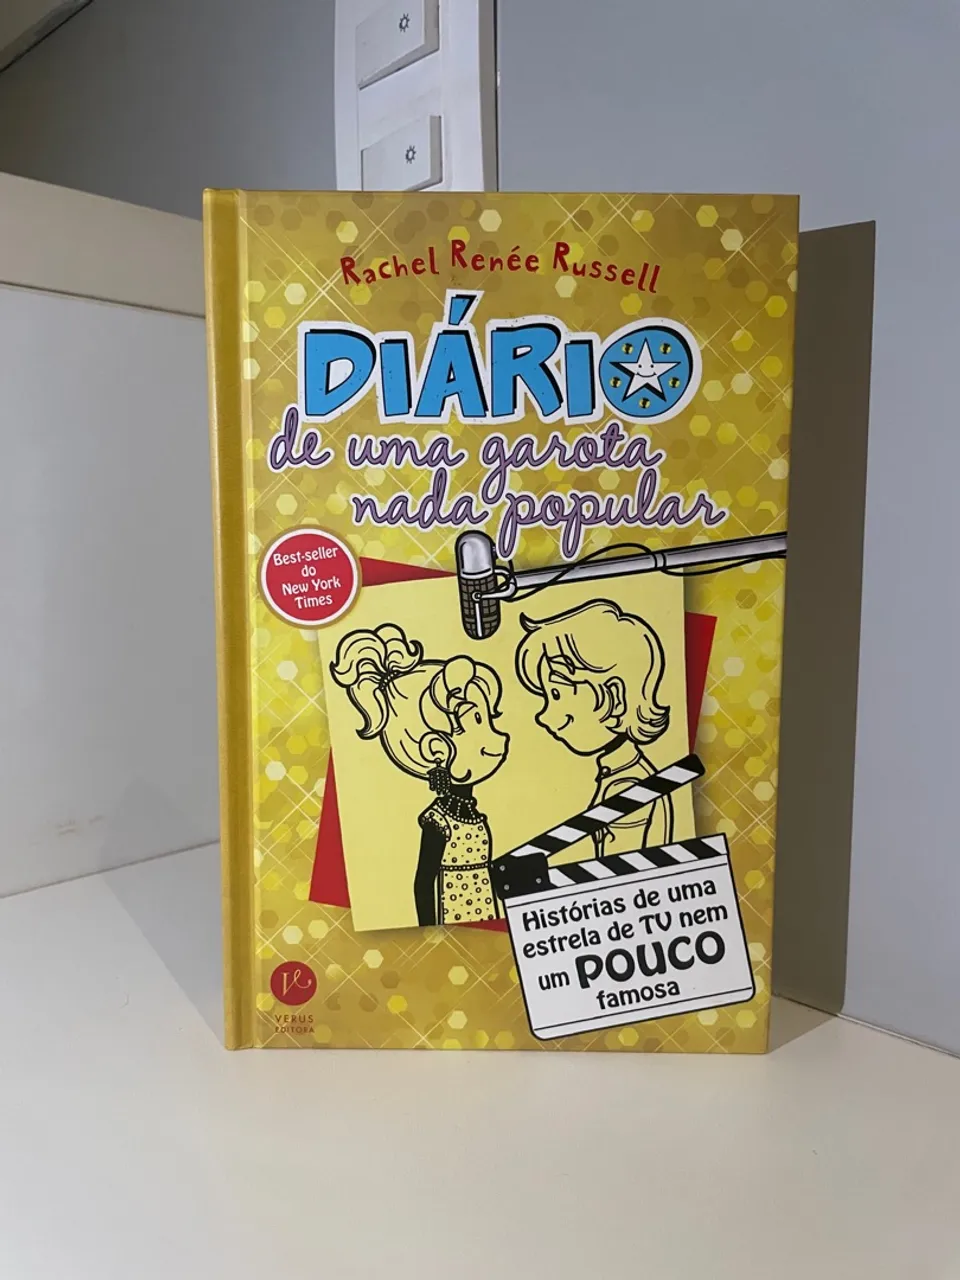 Rachel Renée Russell
DIÁRIO
de uma garota
nada popular
Best-seller
do
New York
Times
Histórias de uma
estrela de TV nem
um POUCO
famosa
VERUS
EDITORA